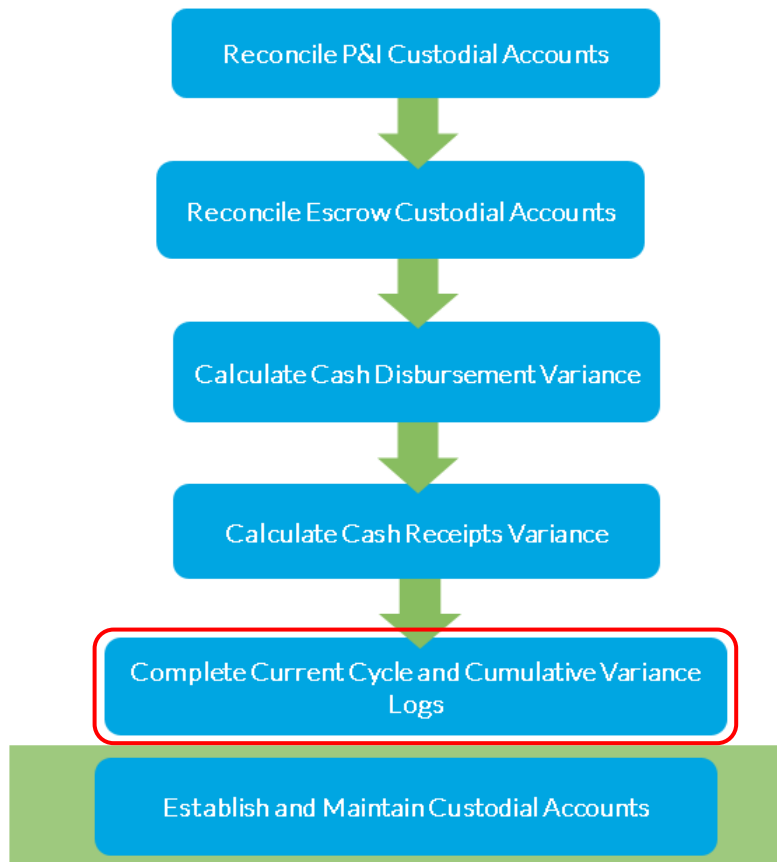 Reconcile P&I Custodial Accounts
Reconcile Escrow Custodial Accounts
Calculate Cash Disbursement Variance
Calculate Cash Receipts Variance
Complete Current Cycle and Cumulative Variance
Logs
Establish and Maintain Custodial Accounts